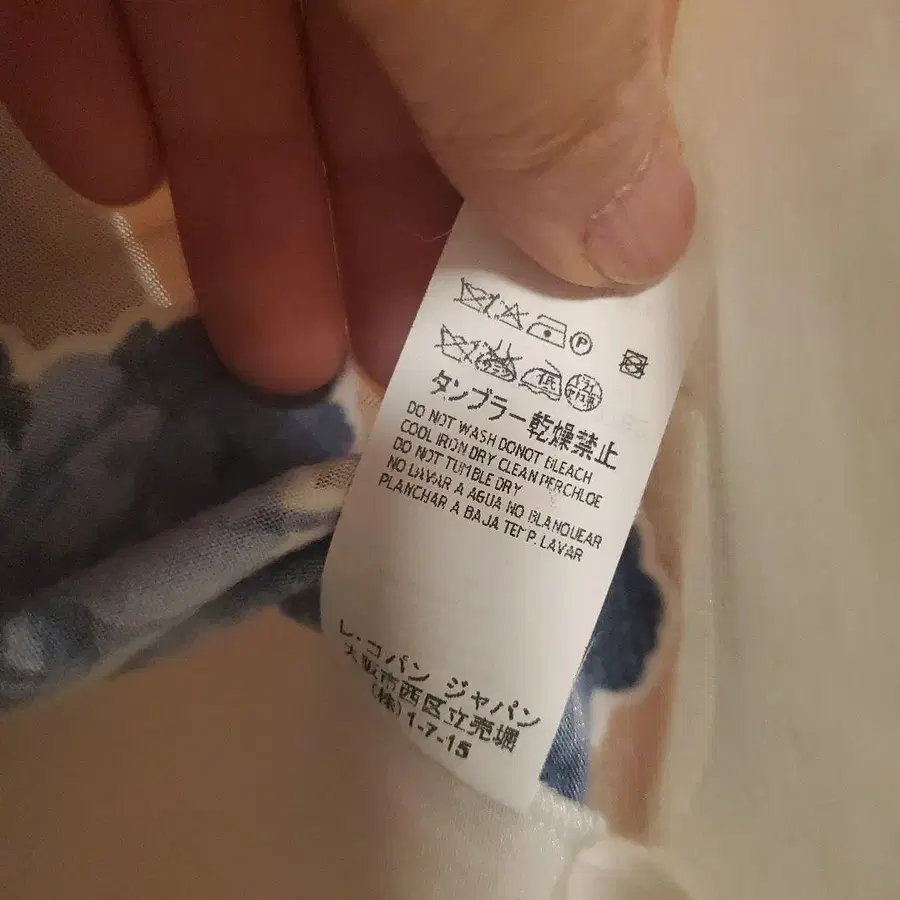 P
低
タンブラー乾燥禁止
DO NOT WASH DONOT BLEACH
COOL IRON DRY CLEAN PERCHLOE
DO NOT TUMBLE DRY
NO LAVAR A AGUA NO BLANQUEAR
PLANCHAR A BAJA TEMP. LAVAR
レ・コパン ジャパン
大阪市西区立売堀
(株) 1-7-15